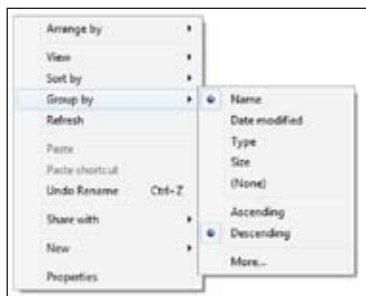 Arrange by
View
Sort by
Group by
Refresh
Paste
Paste shortcut
Undo Rename Ctrl+Z
Share with
New
Properties
Name
Date modified
Type
Size
(None)
Ascending
Descending
More...